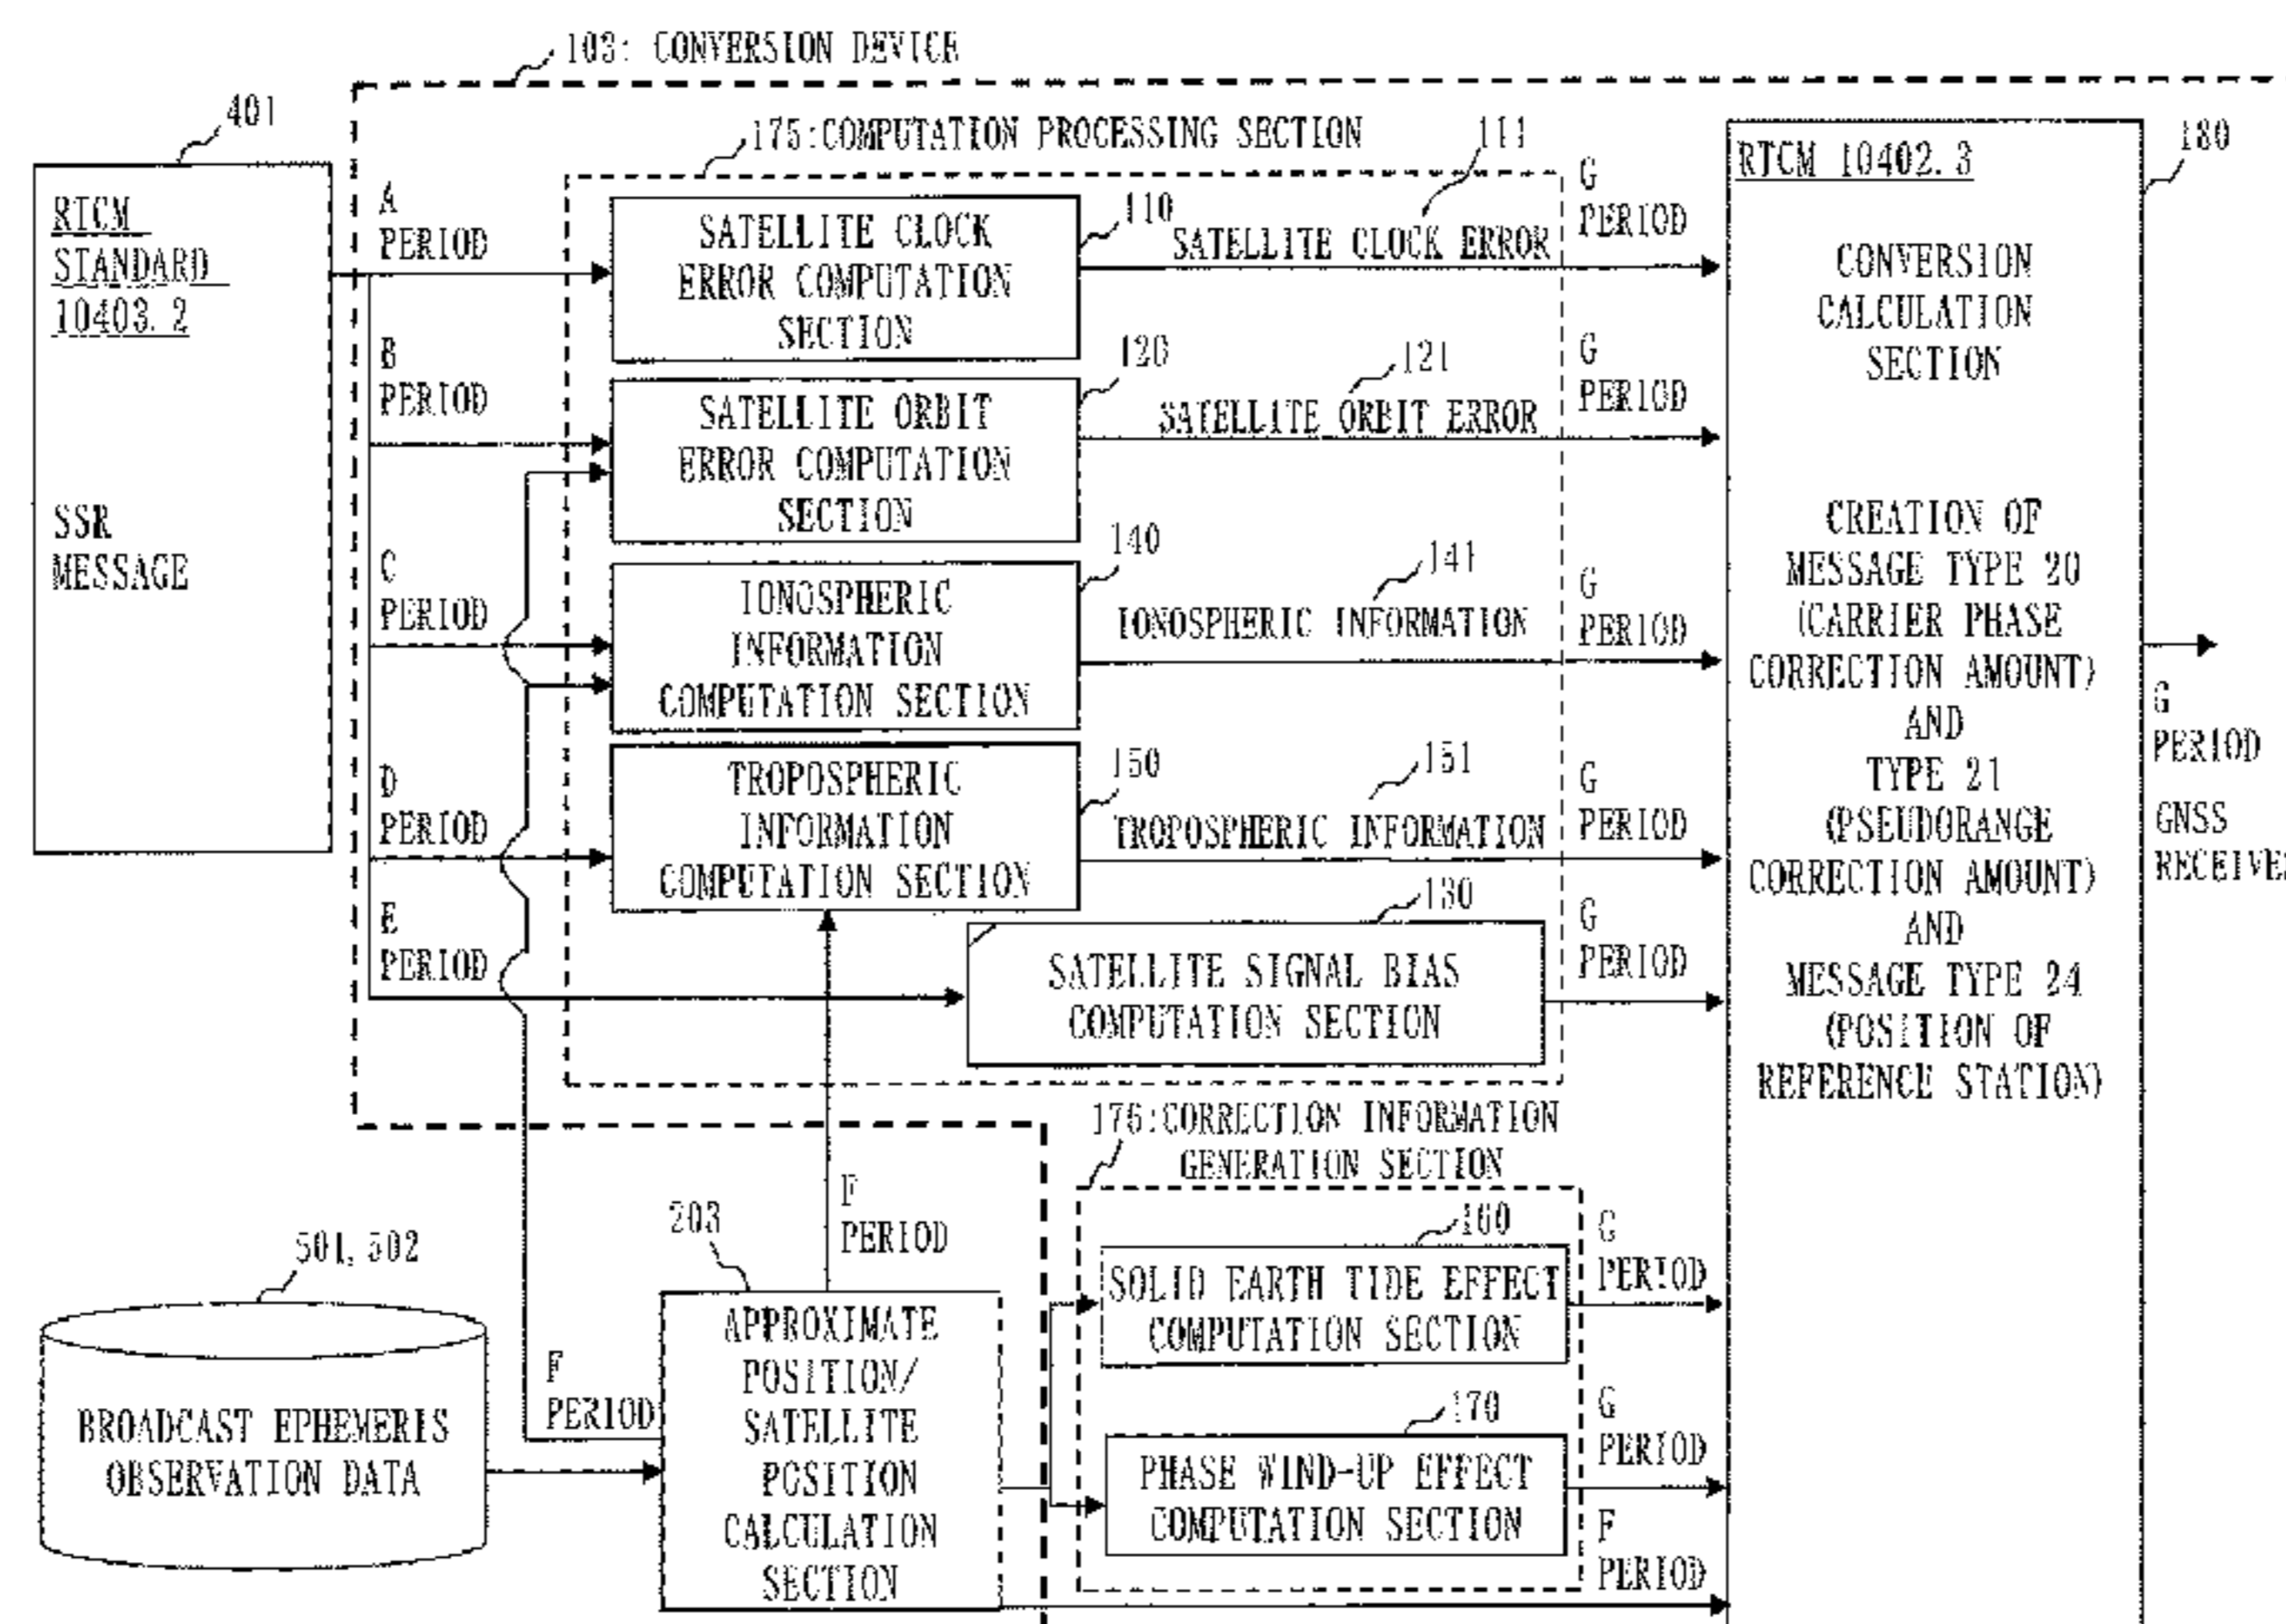 103: CONVERSION DEVICE
401
RTCM
STANDARD
10403.2
SSR
MESSAGE
175:COMPUTATION PROCESSING SECTION
A
PERIOD
SATELLITE CLOCK
ERROR COMPUTATION
SECTION
110
111
SATELLITE CLOCK ERROR
G
PERIOD
B
PERIOD
SATELLITE ORBIT
ERROR COMPUTATION
SECTION
120
121
SATELLITE ORBIT ERROR
G
PERIOD
C
PERIOD
IONOSPHERIC
INFORMATION
COMPUTATION SECTION
140
141
IONOSPHERIC INFORMATION
G
PERIOD
D
PERIOD
TROPOSPHERIC
INFORMATION
COMPUTATION SECTION
150
151
TROPOSPHERIC INFORMATION
G
PERIOD
E
PERIOD
130
SATELLITE SIGNAL BIAS
COMPUTATION SECTION
G
PERIOD
180
RTCM 10402.3
CONVERSION
CALCULATION
SECTION
CREATION OF
MESSAGE TYPE 20
(CARRIER PHASE
CORRECTION AMOUNT)
AND
TYPE 21
(PSEUDORANGE
CORRECTION AMOUNT)
AND
MESSAGE TYPE 24
(POSITION OF
REFERENCE STATION)
G
PERIOD
GNSS
RECEIVER
176:CORRECTION INFORMATION
GENERATION SECTION
160
SOLID EARTH TIDE EFFECT
COMPUTATION SECTION
G
PERIOD
170
PHASE WIND-UP EFFECT
COMPUTATION SECTION
G
PERIOD
F
PERIOD
501, 502
BROADCAST EPHEMERIS
OBSERVATION DATA
F
PERIOD
F
PERIOD
203
APPROXIMATE
POSITION/
SATELLITE
POSITION
CALCULATION
SECTION